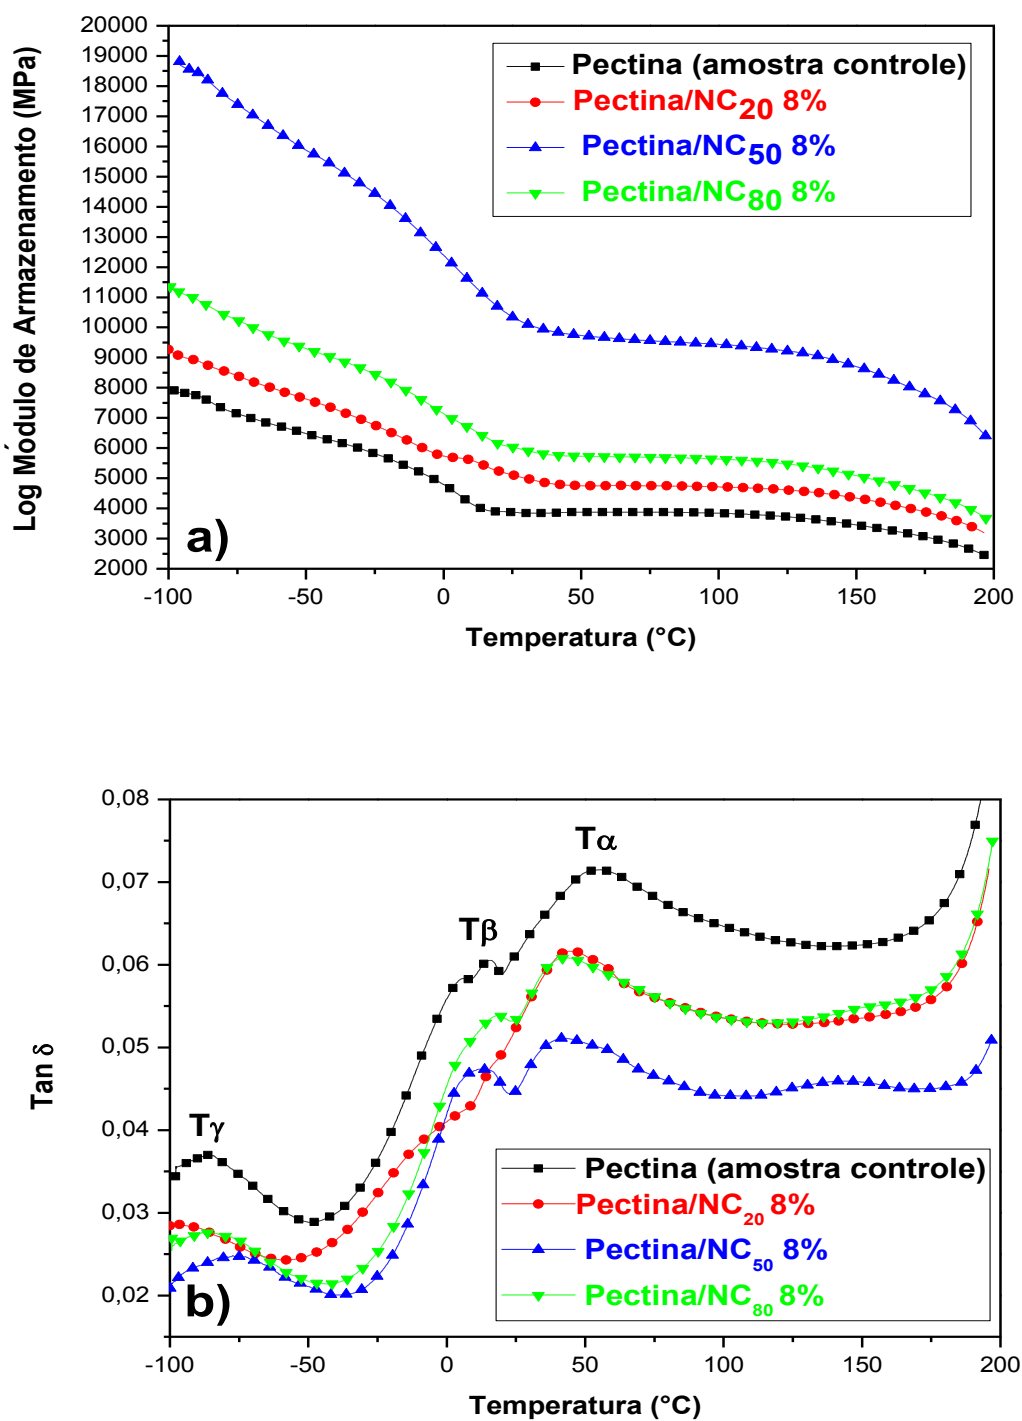 Log Módulo de Armazenamento (MPa)
20000
19000
18000
17000
16000
15000
14000
13000
12000
11000
10000
9000
8000
7000
6000
5000
4000
3000
2000
Pectina (amostra controle)
Pectina/NC20 8%
Pectina/NC50 8%
Pectina/NC80 8%
a)
-100 -50 0 50 100 150 200
Temperatura (°C)
Tan δ
0,08
0,07
0,06
0,05
0,04
0,03
0,02
Tα
Tβ
Tγ
Pectina (amostra controle)
Pectina/NC20 8%
Pectina/NC50 8%
Pectina/NC80 8%
b)
-100 -50 0 50 100 150 200
Temperatura (°C)